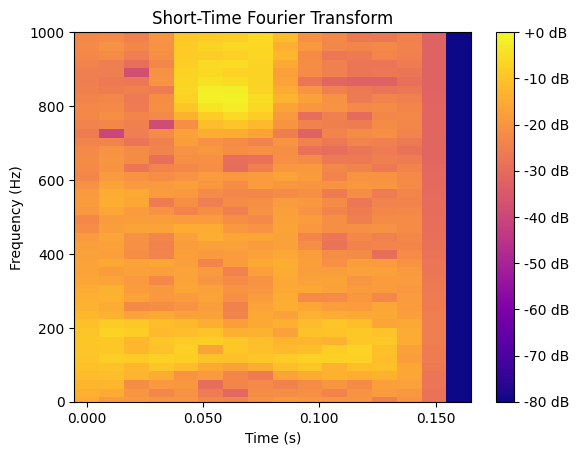 Short-Time Fourier Transform
1000
800
600
400
200
0
Frequency (Hz)
0.000
0.050
0.100
0.150
Time (s)
+0 dB
-10 dB
-20 dB
-30 dB
-40 dB
-50 dB
-60 dB
-70 dB
-80 dB